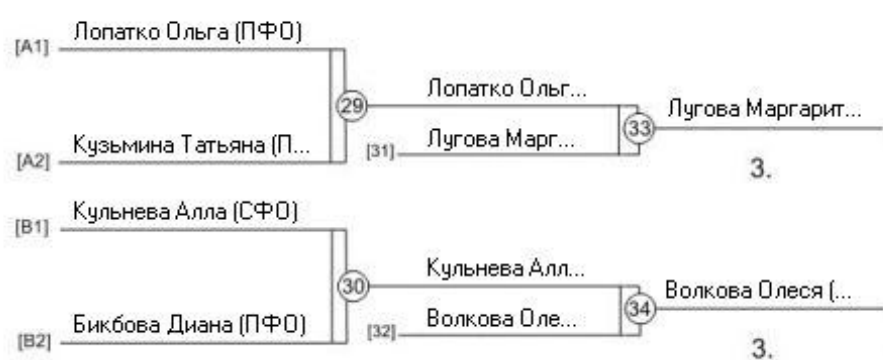 [A1] Лопатко Ольга (ПФО)
29
Лопатко Ольг...
Лугова Маргарит...
33
[A2] Кузьмина Татьяна (П...
[31] Лугова Марг...
3.
[B1] Кульнева Алла (СФО)
30
Кульнева Алл...
Волкова Олеся (...
34
[B2] Бикбова Диана (ПФО)
[32] Волкова Оле...
3.